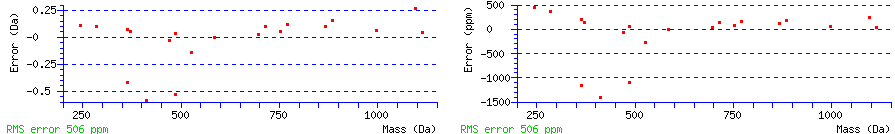 0.25
-0
-0.25
-0.5
Error (Da)
250
500
750
1000
RMS error 506 ppm
Mass (Da)
500
0
-500
-1000
-1500
Error (ppm)
250
500
750
1000
RMS error 506 ppm
Mass (Da)